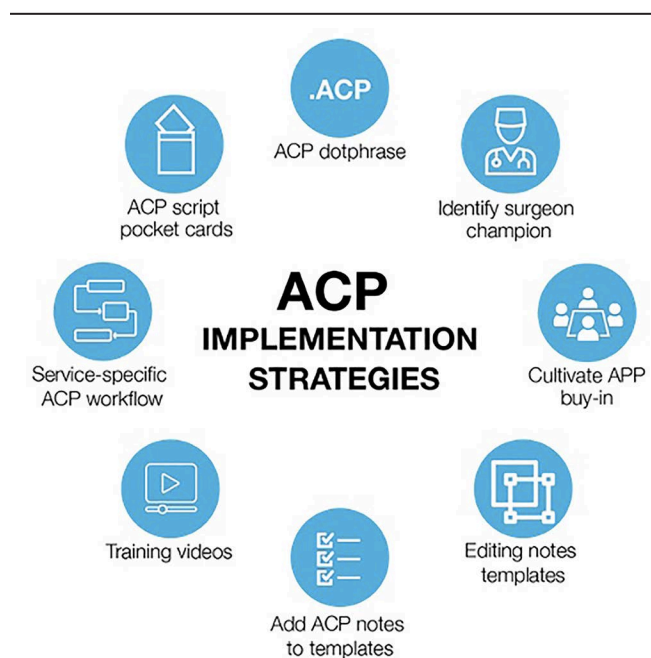 .ACP
ACP dotphrase
Identify surgeon
champion
Cultivate APP
buy-in
Editing notes
templates
Add ACP notes
to templates
Training videos
Service-specific
ACP workflow
ACP script
pocket cards
ACP
IMPLEMENTATION
STRATEGIES